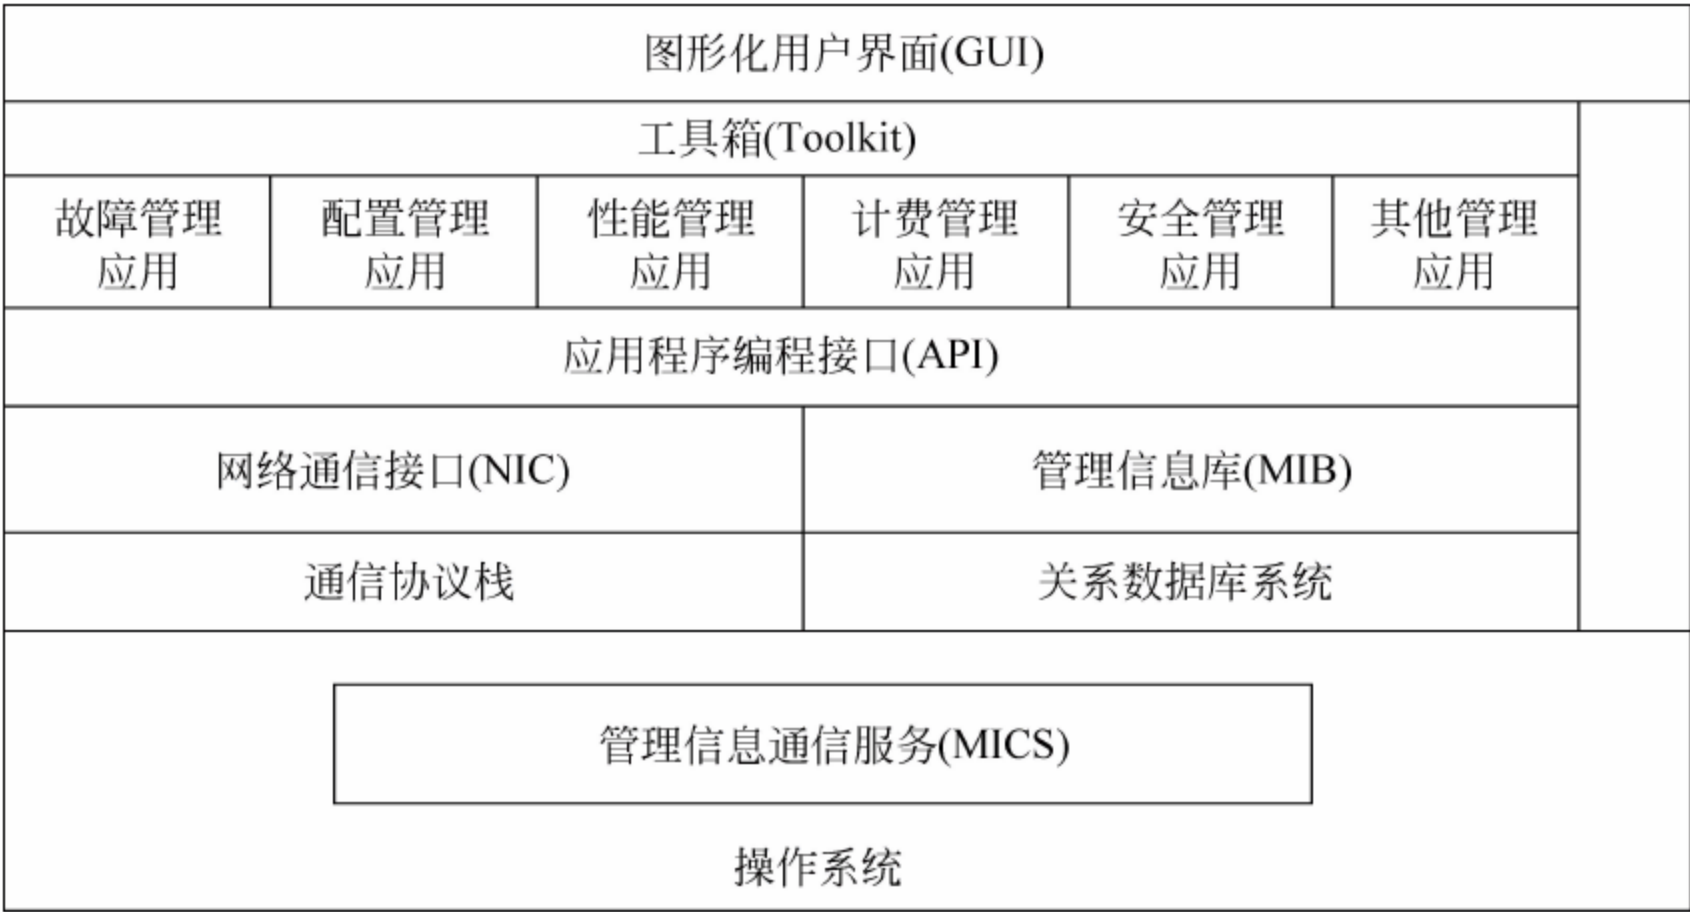 图形化用户界面(GUI)
工具箱(Toolkit)
故障管理
应用
配置管理
应用
性能管理
应用
计费管理
应用
安全管理
应用
其他管理
应用
应用程序编程接口(API)
网络通信接口(NIC)
管理信息库(MIB)
通信协议栈
关系数据库系统
管理信息通信服务(MICS)
操作系统